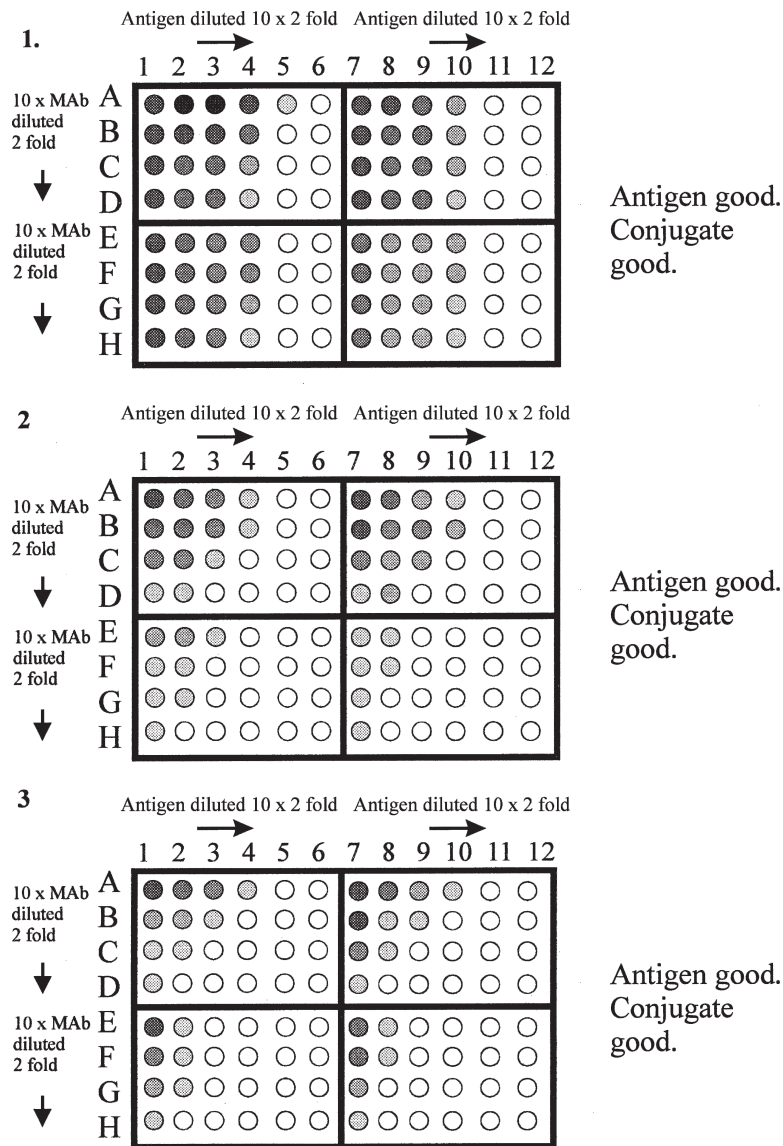 1.
Antigen diluted 10 x 2 fold Antigen diluted 10 x 2 fold
1 2 3 4 5 6 7 8 9 10 11 12
10 x MAb
diluted
2 fold
A
B
C
D
10 x MAb
diluted
2 fold
E
F
G
H
Antigen good.
Conjugate
good.
2
Antigen diluted 10 x 2 fold Antigen diluted 10 x 2 fold
1 2 3 4 5 6 7 8 9 10 11 12
10 x MAb
diluted
2 fold
A
B
C
D
10 x MAb
diluted
2 fold
E
F
G
H
Antigen good.
Conjugate
good.
3
Antigen diluted 10 x 2 fold Antigen diluted 10 x 2 fold
1 2 3 4 5 6 7 8 9 10 11 12
10 x MAb
diluted
2 fold
A
B
C
D
10 x MAb
diluted
2 fold
E
F
G
H
Antigen good.
Conjugate
good.